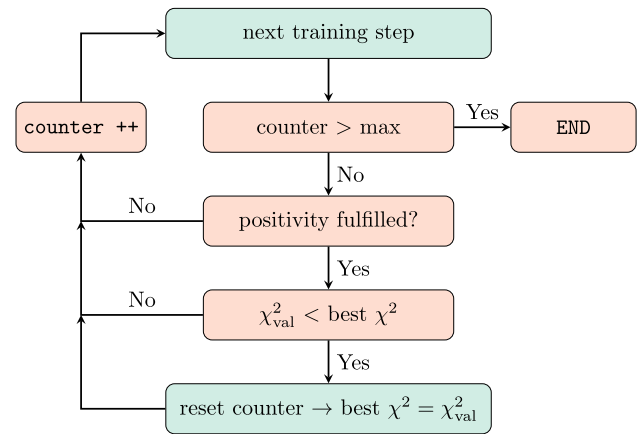 next training step
counter ++
counter > max
Yes
END
No
positivity fulfilled?
No
Yes
χ²_val < best χ²
No
Yes
reset counter → best χ² = χ²_val